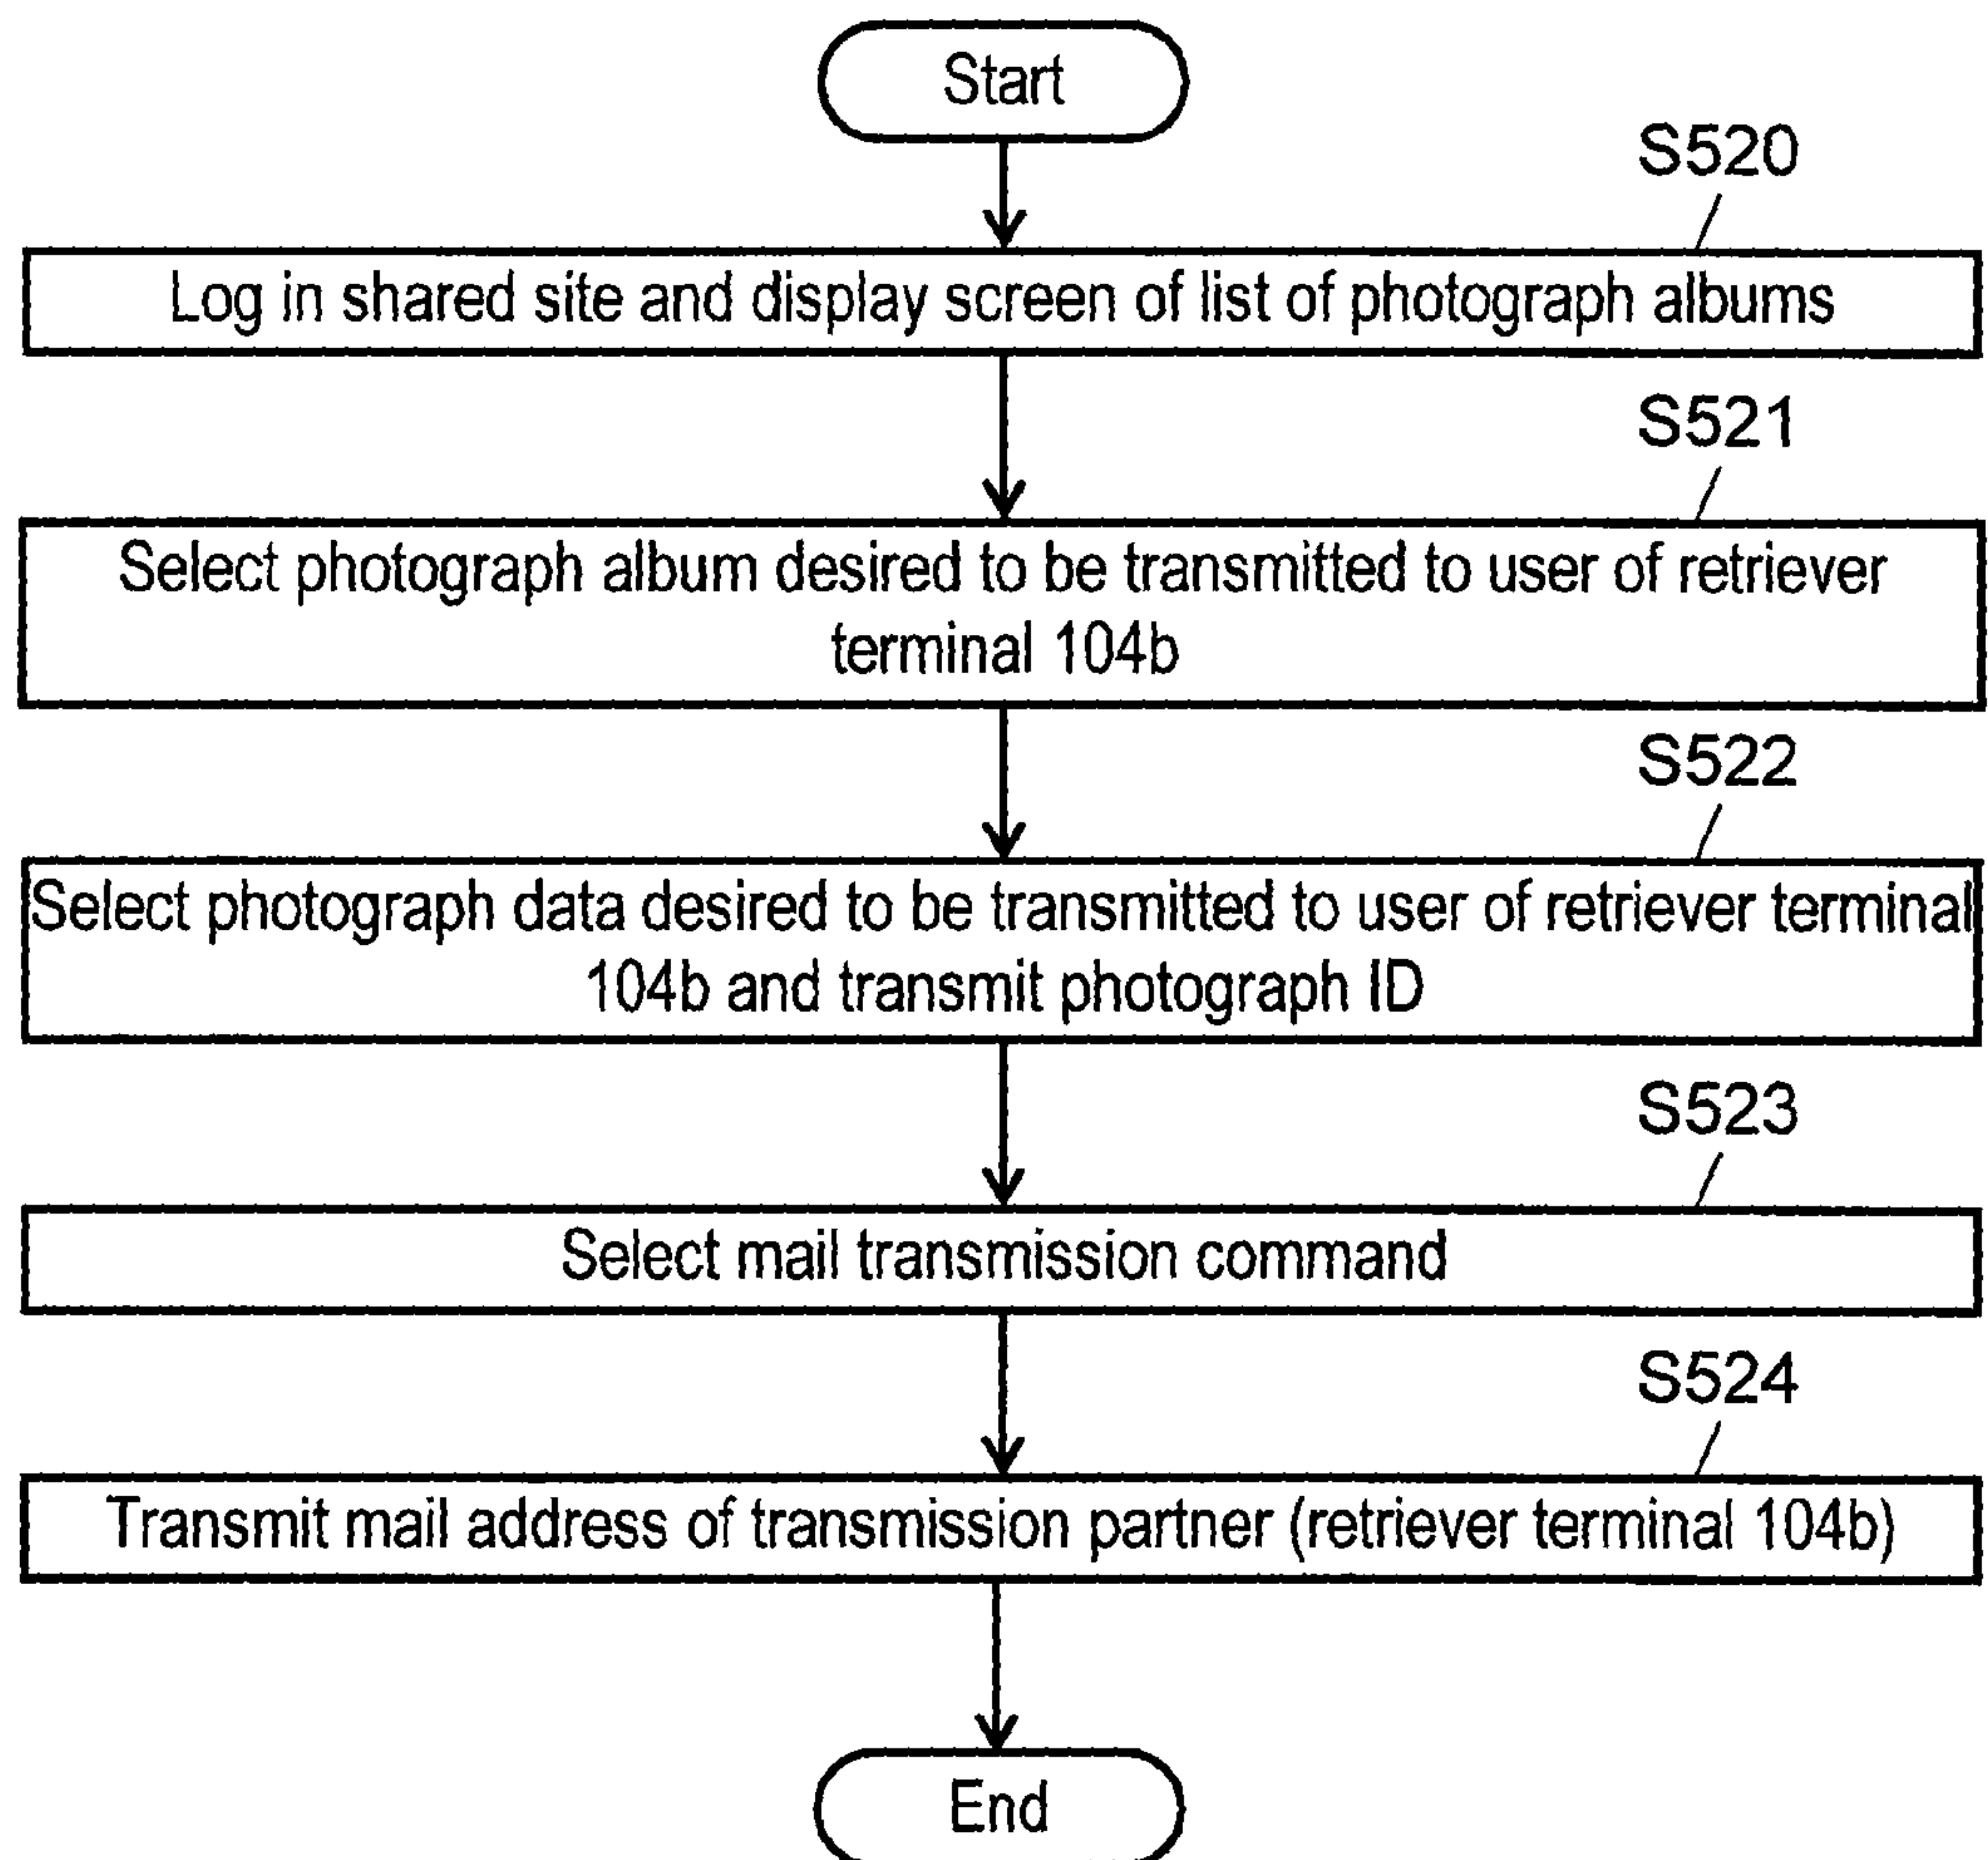 Start
S520
Log in shared site and display screen of list of photograph albums
S521
Select photograph album desired to be transmitted to user of retriever
terminal 104b
S522
Select photograph data desired to be transmitted to user of retriever terminal
104b and transmit photograph ID
S523
Select mail transmission command
S524
Transmit mail address of transmission partner (retriever terminal 104b)
End